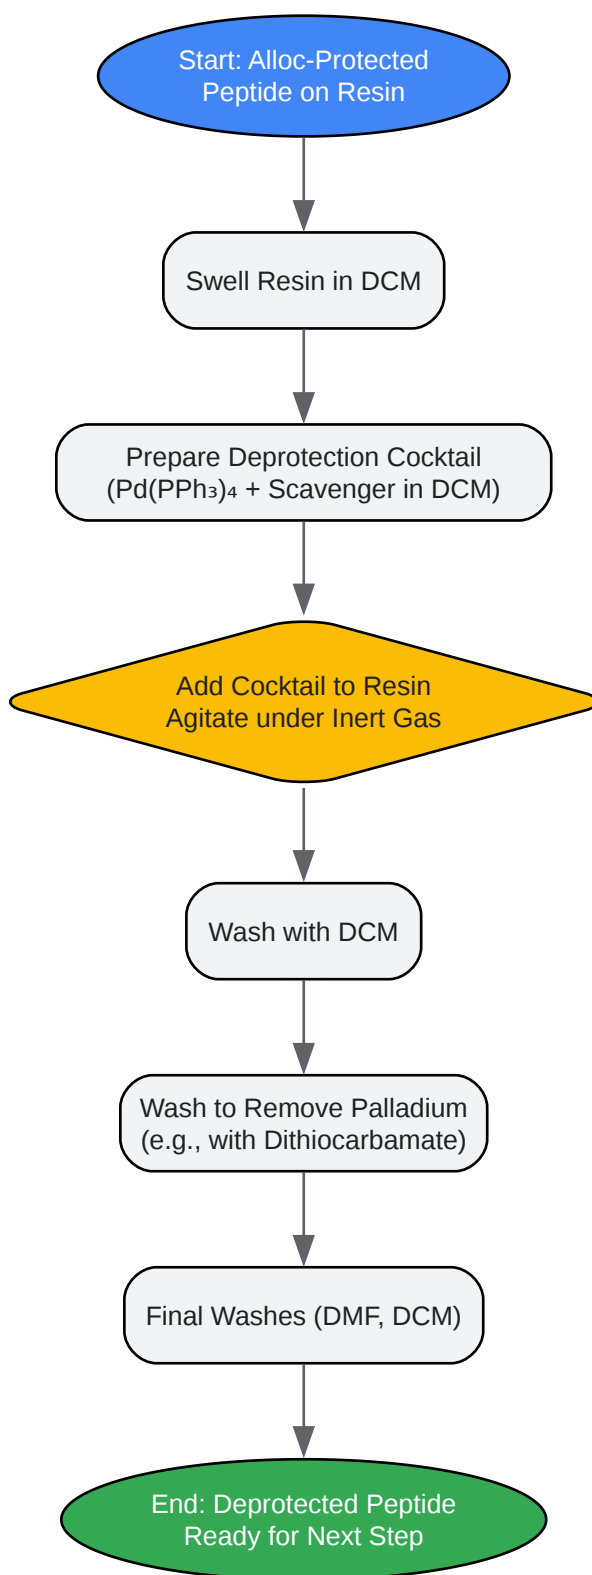 Start: Alloc-Protected
Peptide on Resin
Swell Resin in DCM
Prepare Deprotection Cocktail
(Pd(PPh₃)₄ + Scavenger in DCM)
Add Cocktail to Resin
Agitate under Inert Gas
Wash with DCM
Wash to Remove Palladium
(e.g., with Dithiocarbamate)
Final Washes (DMF, DCM)
End: Deprotected Peptide
Ready for Next Step